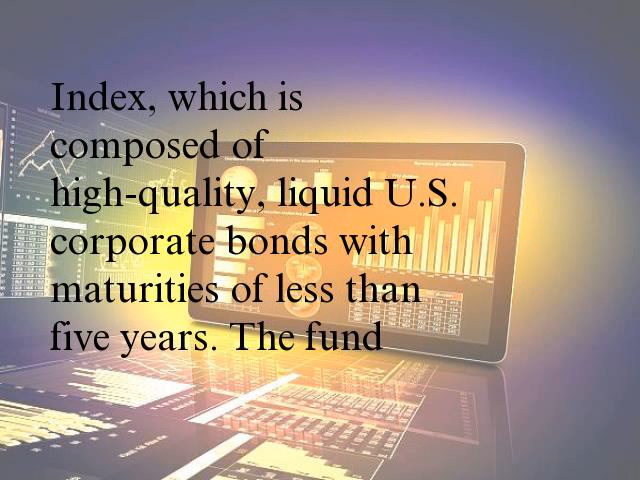 Index, which is
composed of
high-quality, liquid U.S.
corporate bonds with
maturities of less than
five years. The fund